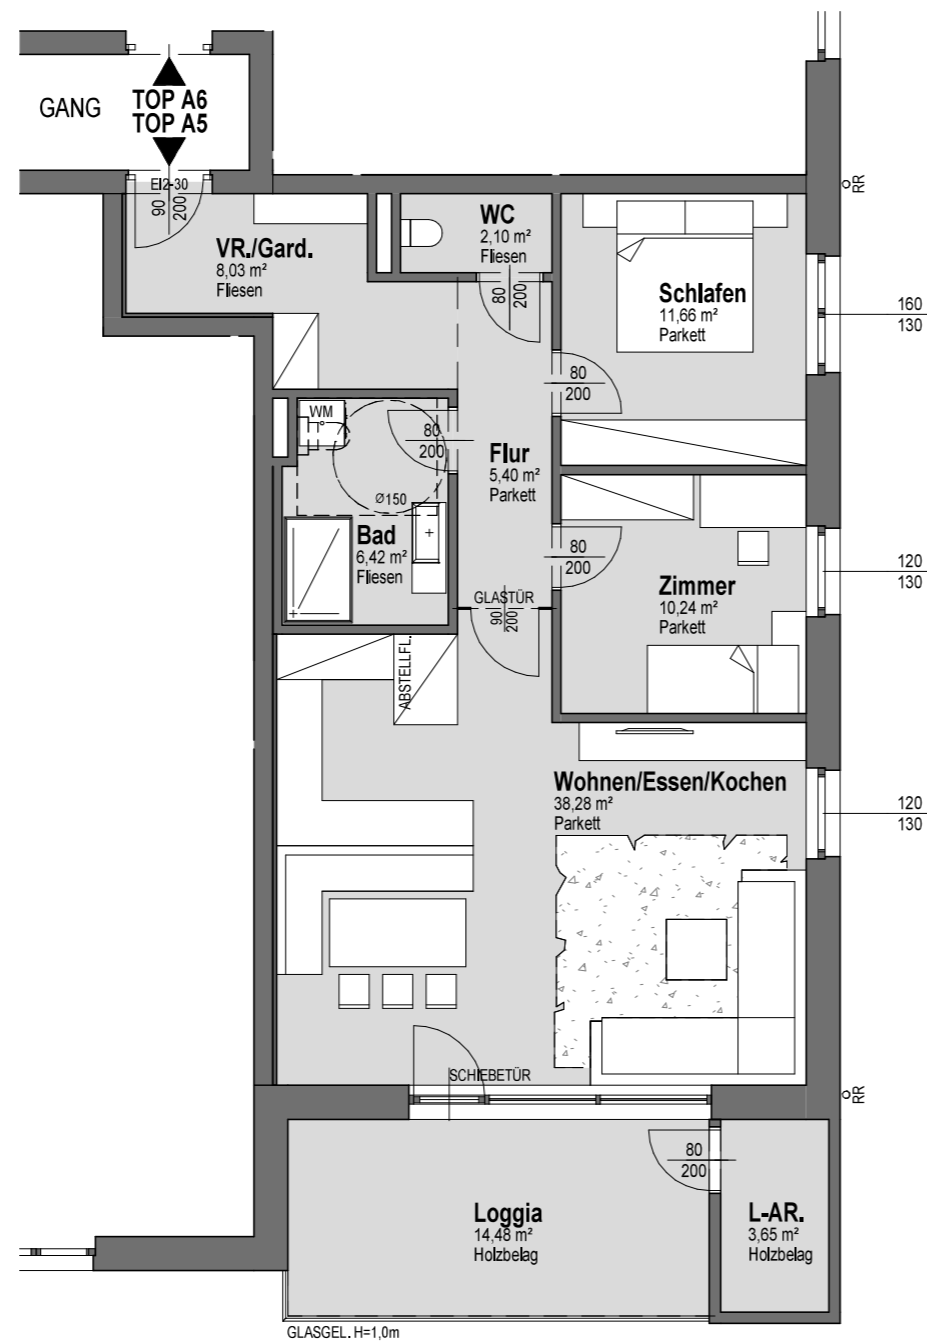 GANG
TOP A6
TOP A5
EI2-30
90
200
RR
VR./Gard.
8,03 m²
Fliesen
WC
2,10 m²
Fliesen
80
200
Schlafen
11,66 m²
Parkett
160
130
80
200
WM
80
200
Flur
5,40 m²
Parkett
Ø150
Bad
6,42 m²
Fliesen
80
200
Zimmer
10,24 m²
Parkett
120
130
GLASTÜR
90
200
ABSTELLFL.
Wohnen/Essen/Kochen
38,28 m²
Parkett
120
130
SCHIEBETÜR
RR
80
200
Loggia
14,48 m²
Holzbelag
L-AR.
3,65 m²
Holzbelag
GLASGEL. H=1,0m